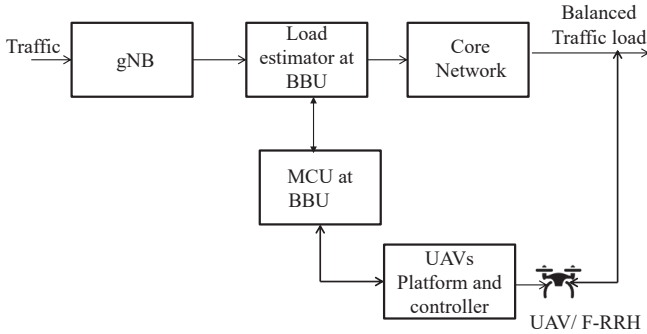 Traffic
gNB
Load
estimator at
BBU
Core
Network
Balanced
Traffic load
MCU at
BBU
UAVs
Platform and
controller
UAV/ F-RRH